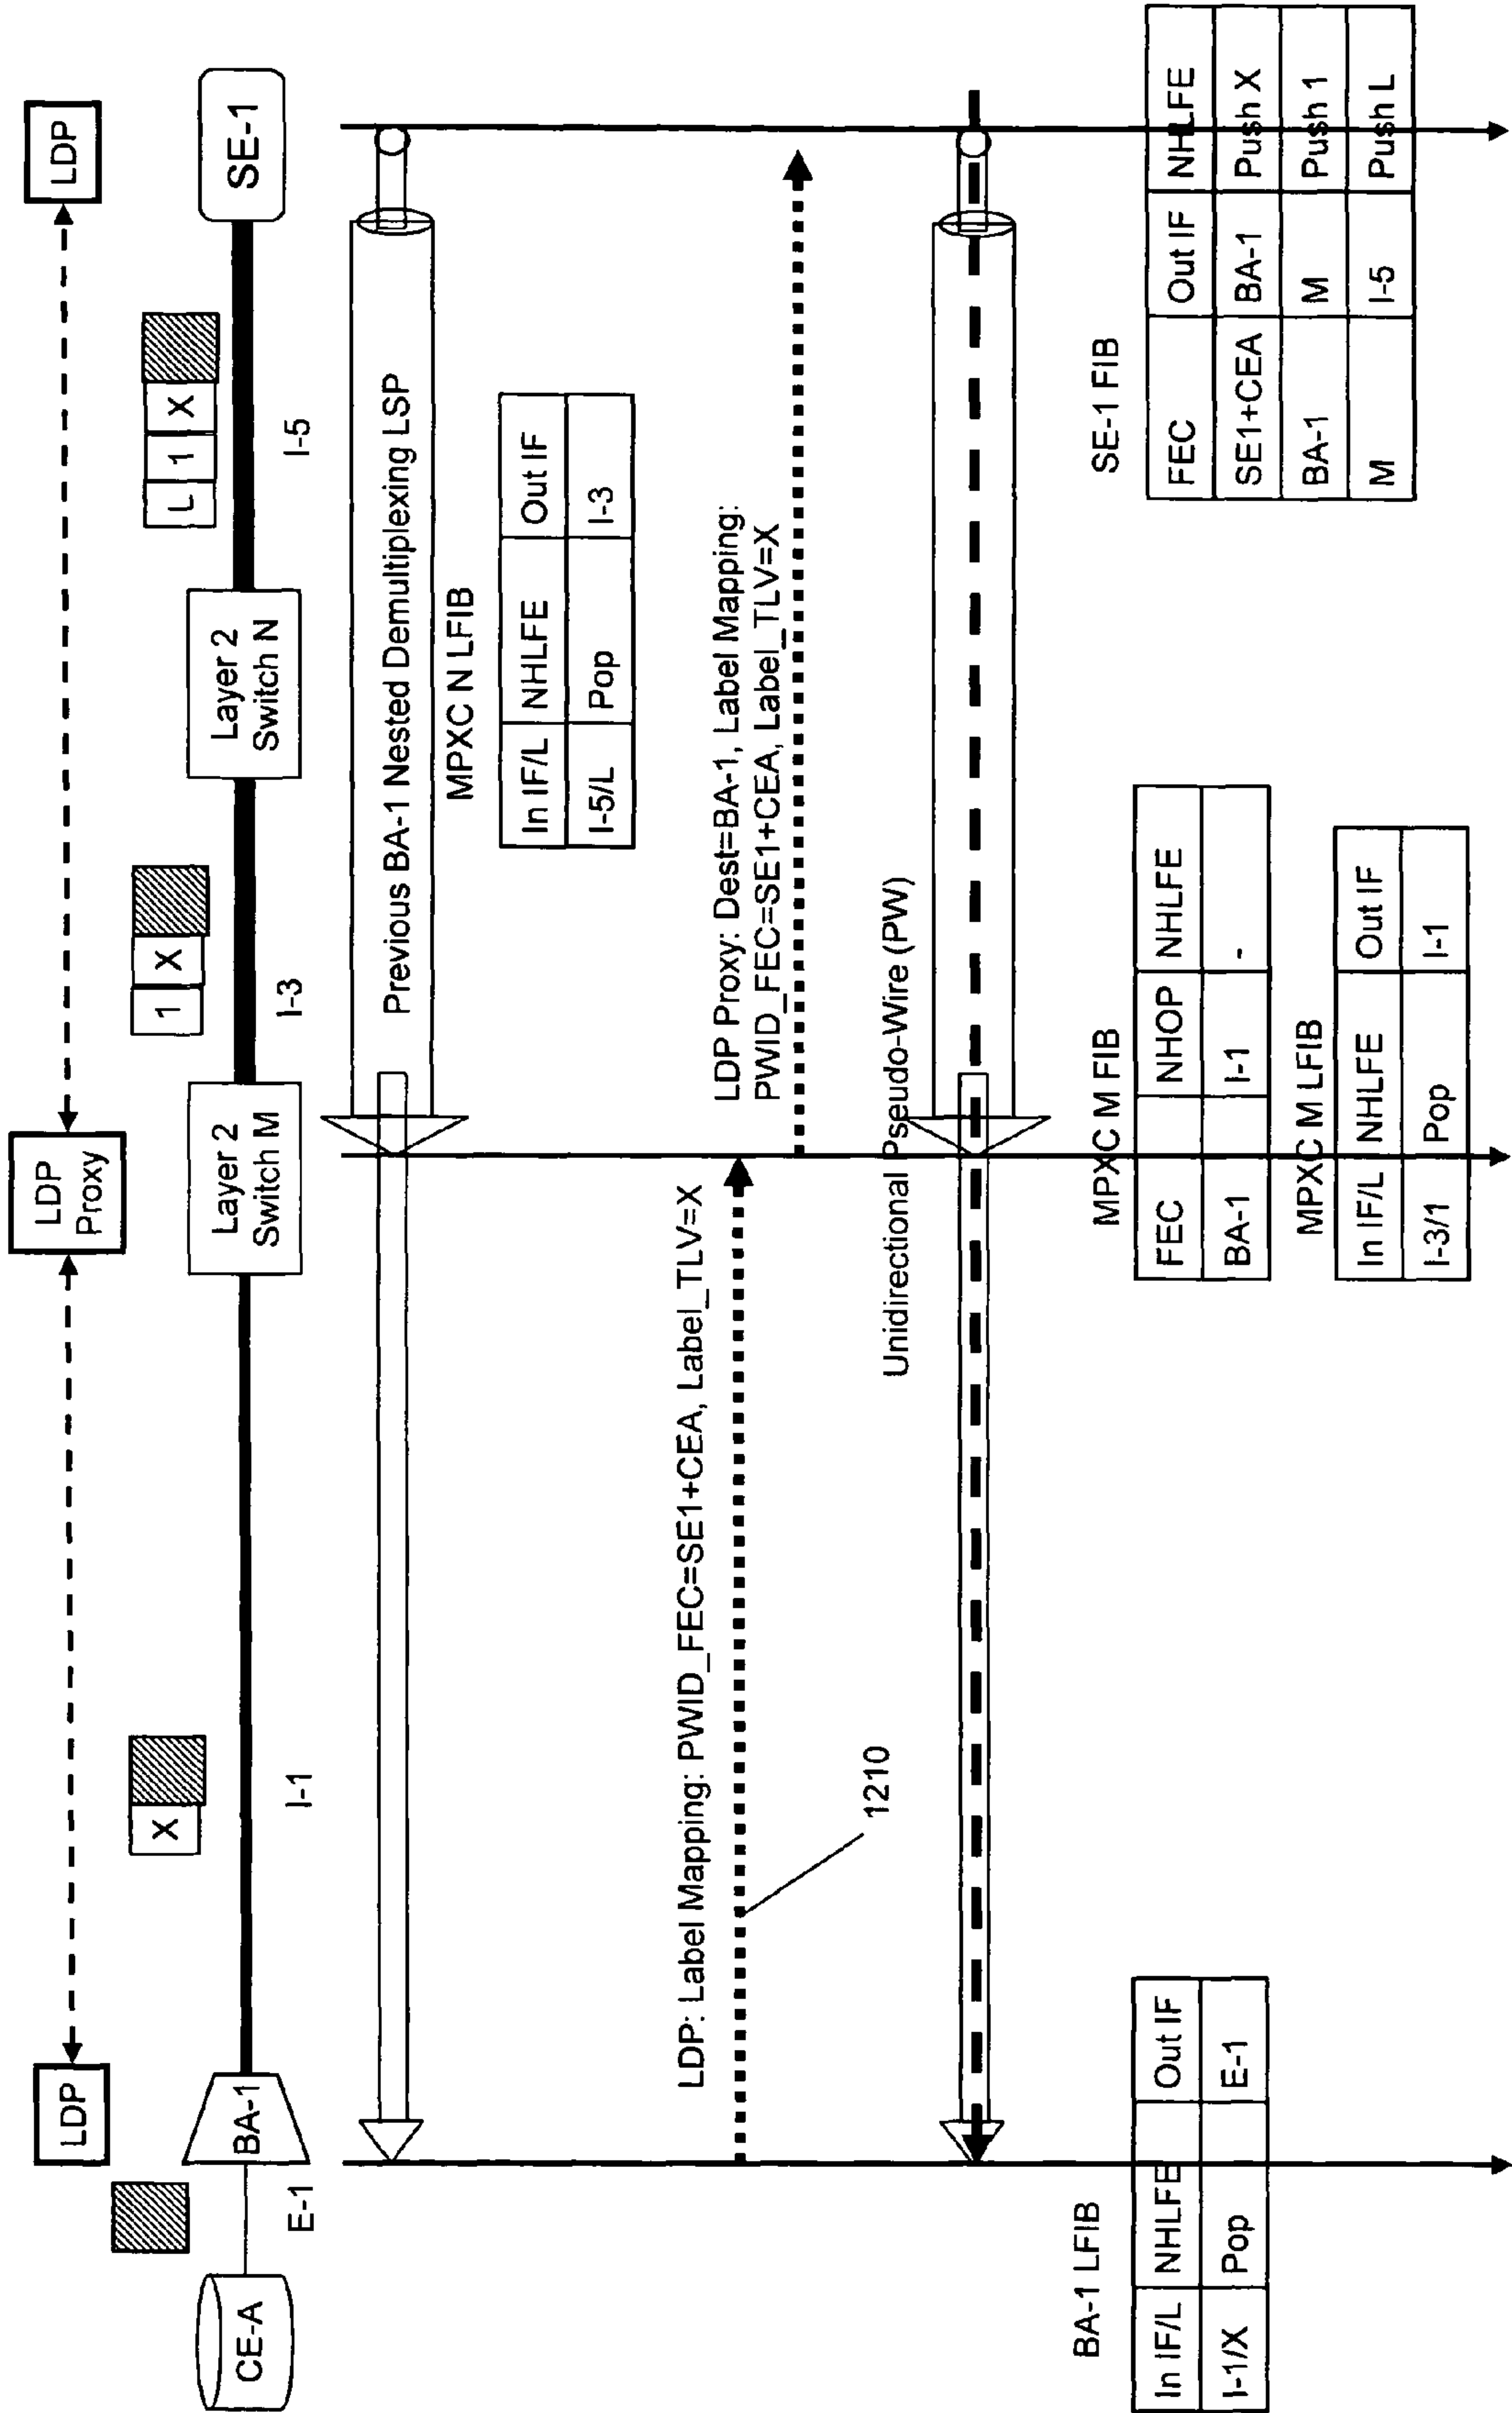 LDP
LDP
Proxy
LDP
CE-A
E-1
BA-1
X
I-1
Layer 2
Switch M
1 X
I-3
Layer 2
Switch N
L 1 X
I-5
SE-1
Previous BA-1 Nested Demultiplexing LSP
MPXC N LFIB
In IF/L NHLFE Out IF
I-5/L Pop I-3
LDP: Label Mapping: PWID_FEC=SE1+CEA, Label_TLV=X
LDP Proxy: Dest=BA-1, Label Mapping:
PWID_FEC=SE1+CEA, Label_TLV=X
1210
Unidirectional Pseudo-Wire (PW)
BA-1 LFIB
In IF/L NHLFE Out IF
I-1/X Pop E-1
MPXC M FIB
FEC NHOP NHLFE
BA-1 I-1 -
MPXC M LFIB
In IF/L NHLFE Out IF
I-3/1 Pop I-1
SE-1 FIB
FEC Out IF NHLFE
SE1+CEA BA-1 Push X
BA-1 M Push 1
M I-5 Push L